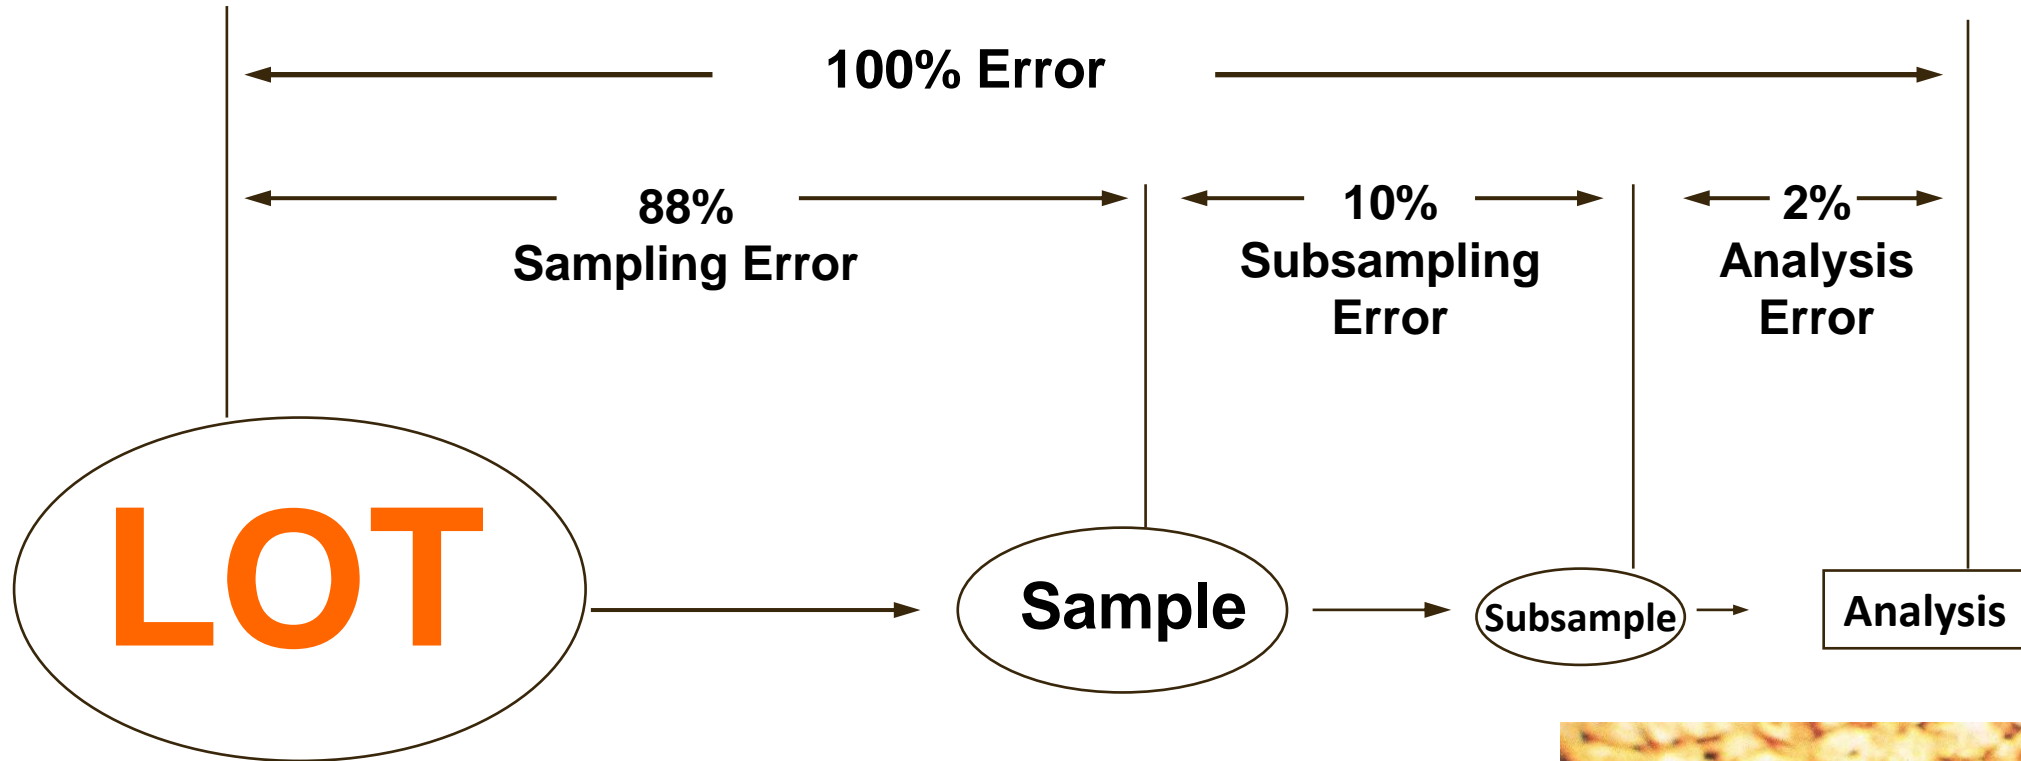 100% Error
88%
Sampling Error
10%
Subsampling
Error
2%
Analysis
Error
LOT
Sample
Subsample
Analysis